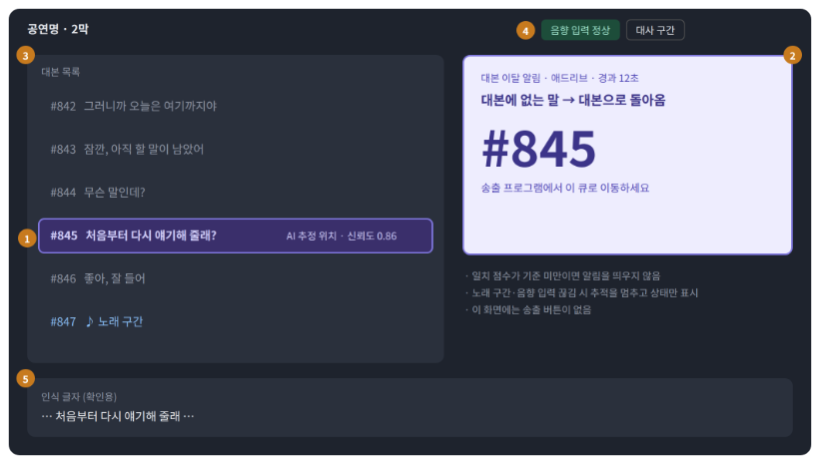 공연명 · 2막
4 음향 입력 정상 대사 구간
3
대본 목록
#842 그러니까 오늘은 여기까지야
#843 잠깐, 아직 할 말이 남았어
#844 무슨 말인데?
1 #845 처음부터 다시 얘기해 줄래? AI 추정 위치 · 신뢰도 0.86
#846 좋아, 잘 들어
#847 ♪ 노래 구간
2
대본 이탈 알림 · 애드리브 · 경과 12초
대본에 없는 말 → 대본으로 돌아옴
#845
송출 프로그램에서 이 큐로 이동하세요
· 일치 점수가 기준 미만이면 알림을 띄우지 않음
· 노래 구간·음향 입력 끊김 시 추적을 멈추고 상태만 표시
· 이 화면에는 송출 버튼이 없음
5
인식 글자 (확인용)
··· 처음부터 다시 얘기해 줄래 ···